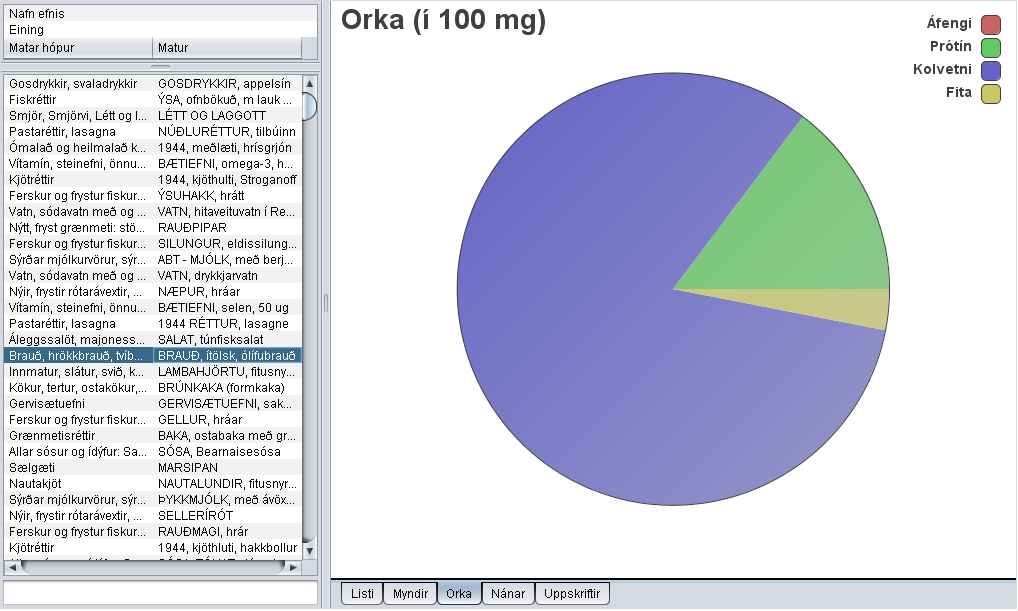 Nafn efnis
Eining
Matar hópur Matur
Gosdrykkir, svaladrykkir GOSDRYKKIR, appelsín
Fiskréttir ÝSA, ofnbökuð, m lauk ...
Smjör, Smjörvi, Létt og l... LÉTT OG LAGGOTT
Pastaréttir, lasagna NÚÐLURÉTTUR, tilbúinn
Ómalað og heilmalað k... 1944, meðlæti, hrísgrjón
Vítamín, steinefni, önnu... BÆTIEFNI, omega-3, h...
Kjötréttir 1944, kjöthulti, Stroganoff
Ferskur og frystur fiskur... ÝSUHAKK, hrátt
Vatn, sódavatn með og ... VATN, hitaveituvatn í Re...
Nýtt, fryst grænmeti: stö... RAUÐPIPAR
Ferskur og frystur fiskur... SILUNGUR, eldissilung...
Sýrðar mjólkurvörur, sýr... ABT - MJÓLK, með berj...
Vatn, sódavatn með og ... VATN, drykkjarvatn
Nýir, frystir rótarávextir, ... NÆPUR, hráar
Vítamín, steinefni, önnu... BÆTIEFNI, selen, 50 ug
Pastaréttir, lasagna 1944 RÉTTUR, lasagne
Áleggssalöt, majoness... SALAT, túnfisksalat
Brauð, hrökkbrauð, tvíb... BRAUÐ, ítölsk, ólífubrauð
Innmatur, slátur, svið, k... LAMBAHJÖRTU, fitusny...
Kökur, tertur, ostakökur,... BRÚNKAKA (formkaka)
Gervisætuefni GERVISÆTUEFNI, sak...
Ferskur og frystur fiskur... GELLUR, hráar
Grænmetisréttir BAKA, ostabaka með gr...
Allar sósur og ídýfur: Sa... SÓSA, Bearnaisesósa
Sælgæti MARSIPAN
Nautakjöt NAUTALUNDIR, fitusnyr...
Sýrðar mjólkurvörur, sýr... ÞYKKMJÓLK, með ávöx...
Nýir, frystir rótarávextir, ... SELLERÍRÓT
Ferskur og frystur fiskur... RAUÐMAGI, hrár
Kjötréttir 1944, kjöthluti, hakkbollur
Orka (í 100 mg)
Áfengi
Prótín
Kolvetni
Fita
Listi Myndir Orka Nánar Uppskriftir